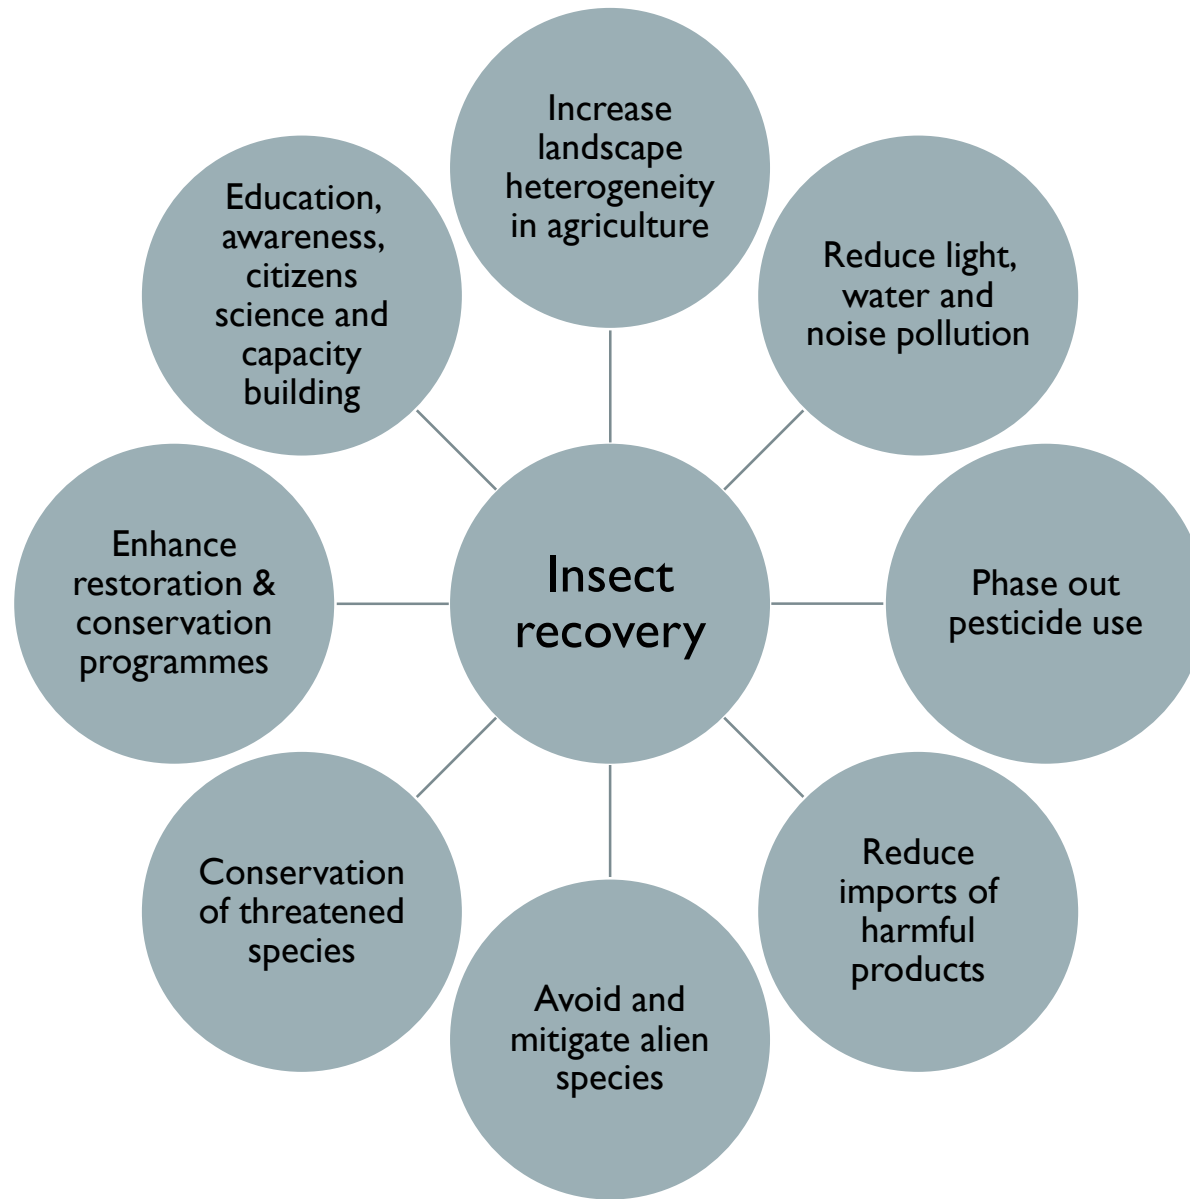 Increase
landscape
heterogeneity
in agriculture
Reduce light,
water and
noise pollution
Phase out
pesticide use
Reduce
imports of
harmful
products
Avoid and
mitigate alien
species
Conservation
of threatened
species
Enhance
restoration &
conservation
programmes
Education,
awareness,
citizens
science and
capacity
building
Insect
recovery